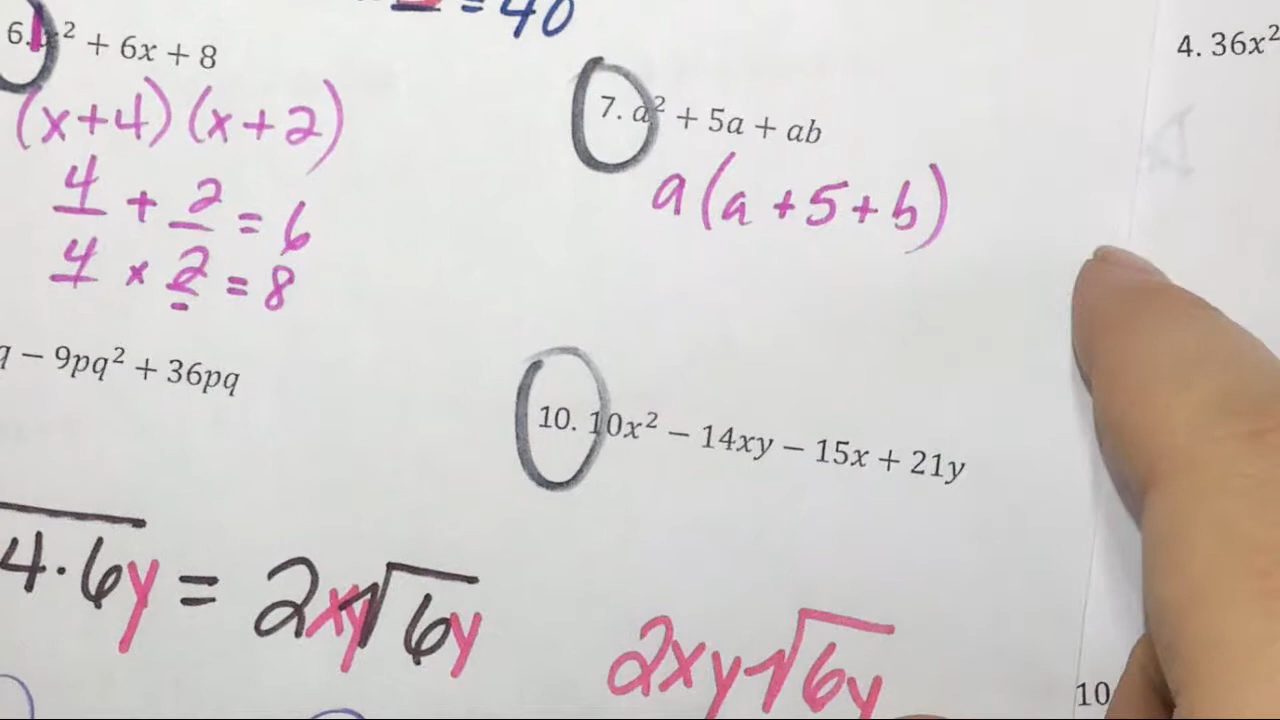 = 40
6. x² + 6x + 8
(x+4)(x+2)
4 + 2 = 6
4 × 2 = 8
7. a² + 5a + ab
a(a+5+b)
4. 36x²
q − 9pq² + 36pq
10. 10x² − 14xy − 15x + 21y
4·6y = 2xy√6y
2xy√6y
10